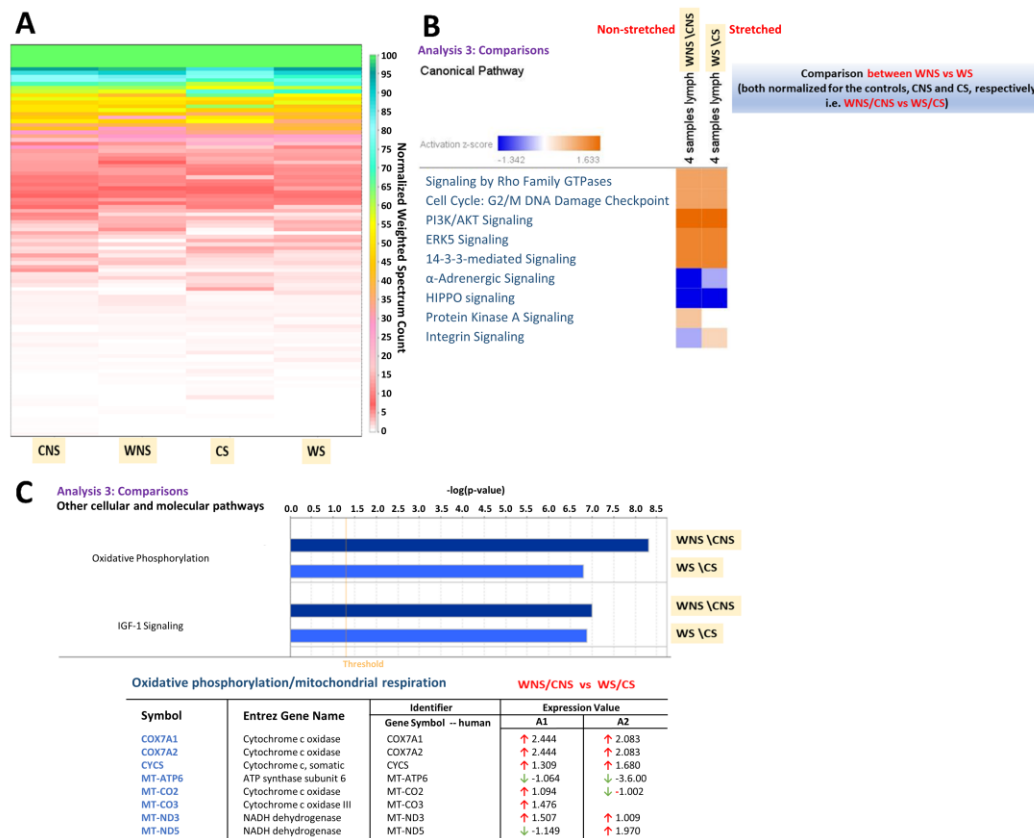 A
100
95
90
85
80
75
70
65
60
55
50
45
40
35
30
25
20
15
10
5
0
Normalized Weighted Spectrum Count
CNS WNS CS WS
B
Non-stretched
WNS \CNS
WS \CS
Stretched
4 samples lymph
4 samples lymph
Analysis 3: Comparisons
Canonical Pathway
Activation z-score
-1.342 1.633
Comparison between WNS vs WS
(both normalized for the controls, CNS and CS, respectively
i.e. WNS/CNS vs WS/CS)
Signaling by Rho Family GTPases
Cell Cycle: G2/M DNA Damage Checkpoint
PI3K/AKT Signaling
ERK5 Signaling
14-3-3-mediated Signaling
α-Adrenergic Signaling
HIPPO signaling
Protein Kinase A Signaling
Integrin Signaling
C
Analysis 3: Comparisons
Other cellular and molecular pathways
-log(p-value)
0.0 0.5 1.0 1.5 2.0 2.5 3.0 3.5 4.0 4.5 5.0 5.5 6.0 6.5 7.0 7.5 8.0 8.5
Oxidative Phosphorylation
WNS \CNS
WS \CS
IGF-1 Signaling
WNS \CNS
WS \CS
Threshold
Oxidative phosphorylation/mitochondrial respiration WNS/CNS vs WS/CS
Symbol Entrez Gene Name Identifier Expression Value
Gene Symbol -- human A1 A2
COX7A1 Cytochrome c oxidase COX7A1 ↑ 2.444 ↑ 2.083
COX7A2 Cytochrome c oxidase COX7A2 ↑ 2.444 ↑ 2.083
CYCS Cytochrome c, somatic CYCS ↑ 1.309 ↑ 1.680
MT-ATP6 ATP synthase subunit 6 MT-ATP6 ↓ -1.064 ↓ -3.6.00
MT-CO2 Cytochrome c oxidase MT-CO2 ↑ 1.094 ↓ -1.002
MT-CO3 Cytochrome c oxidase III MT-CO3 ↑ 1.476
MT-ND3 NADH dehydrogenase MT-ND3 ↑ 1.507 ↑ 1.009
MT-ND5 NADH dehydrogenase MT-ND5 ↓ -1.149 ↑ 1.970